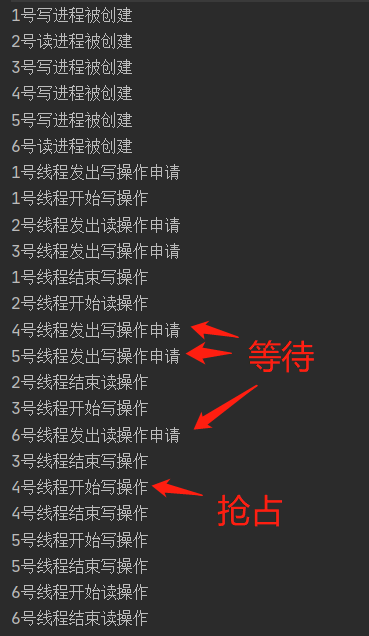 1号写进程被创建
2号读进程被创建
3号写进程被创建
4号写进程被创建
5号写进程被创建
6号读进程被创建
1号线程发出写操作申请
1号线程开始写操作
2号线程发出读操作申请
3号线程发出写操作申请
1号线程结束写操作
2号线程开始读操作
4号线程发出写操作申请
5号线程发出写操作申请
等待
2号线程结束读操作
3号线程开始写操作
6号线程发出读操作申请
3号线程结束写操作
4号线程开始写操作
抢占
4号线程结束写操作
5号线程开始写操作
5号线程结束写操作
6号线程开始读操作
6号线程结束读操作